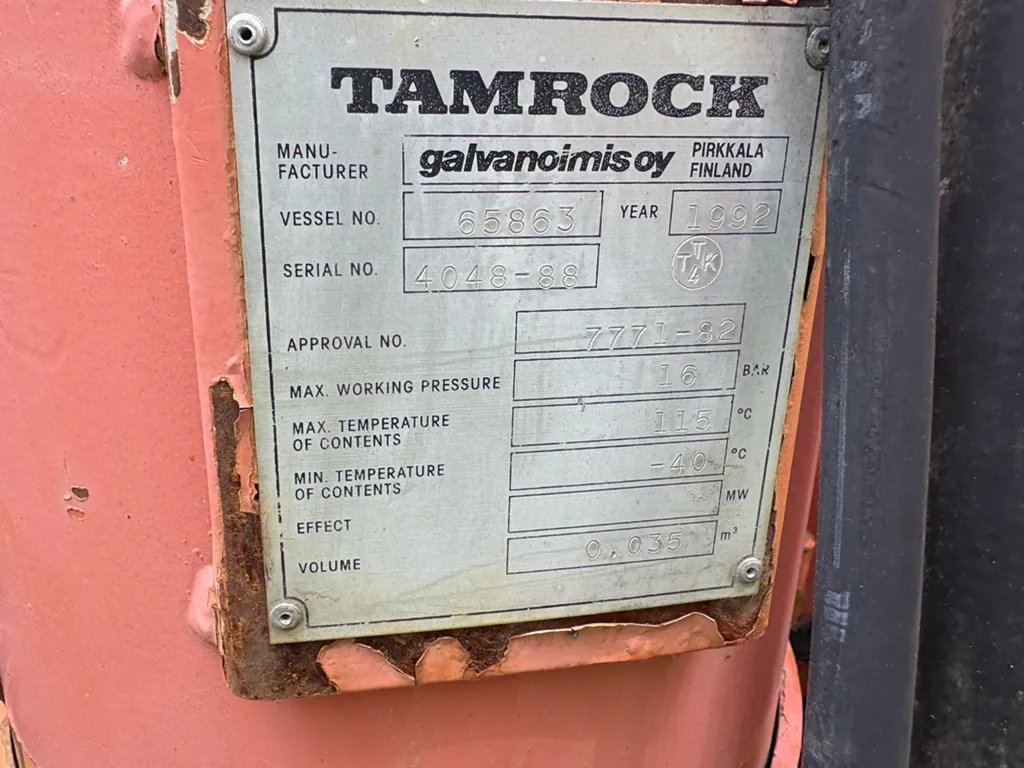 TAMROCK
MANU-
FACTURER
galvanoimis oy
PIRKKALA
FINLAND
VESSEL NO. 65863 YEAR 1992
SERIAL NO. 4048-88
T
T K
4
APPROVAL NO. 7771-82
MAX. WORKING PRESSURE 16 BAR
MAX. TEMPERATURE
OF CONTENTS 115 °C
MIN. TEMPERATURE
OF CONTENTS -40 °C
EFFECT MW
VOLUME 0,035 m³